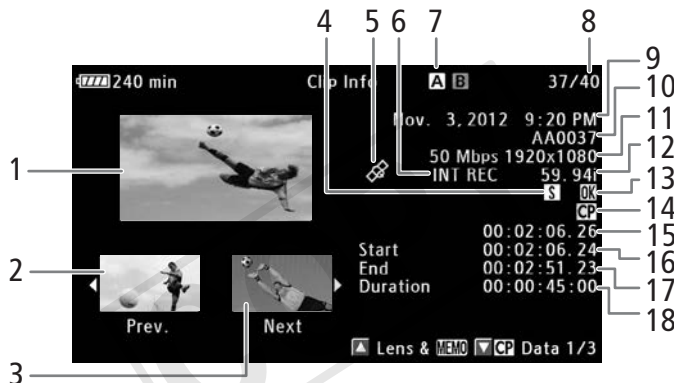 4 5 6 7 8
240 min Clip Info A B 37/40
9
Nov. 3, 2012 9:20 PM
10
AA0037
11
50 Mbps 1920x1080
12
INT REC 59.94i
13
S OK
1
CP
14
00:02:06.26
15
Start 00:02:06.24
16
2
End 00:02:51.23
17
Duration 00:00:45:00
18
Prev. Next
Lens & MEMO CP Data 1/3
3